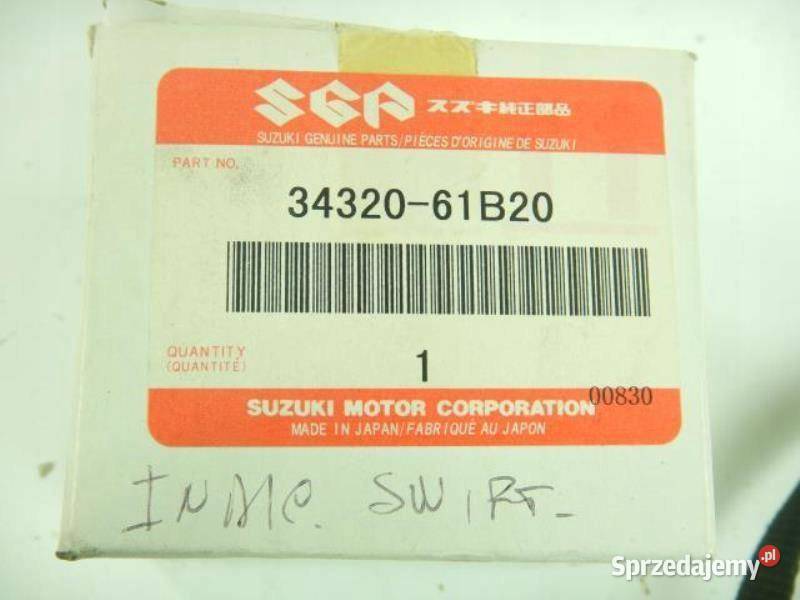 SGP スズキ純正部品
SUZUKI GENUINE PARTS/PIÈCES D'ORIGINE DE SUZUKI
PART NO.
34320-61B20
QUANTITY
(QUANTITÉ)
1
00830
SUZUKI MOTOR CORPORATION
MADE IN JAPAN/FABRIQUÉ AU JAPON
SWIFT-
Sprzedajemy.pl